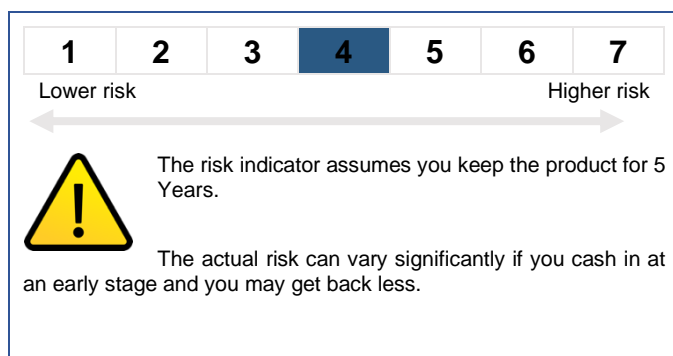 1 2 3 4 5 6 7
Lower risk Higher risk
The risk indicator assumes you keep the product for 5
Years.
The actual risk can vary significantly if you cash in at
an early stage and you may get back less.